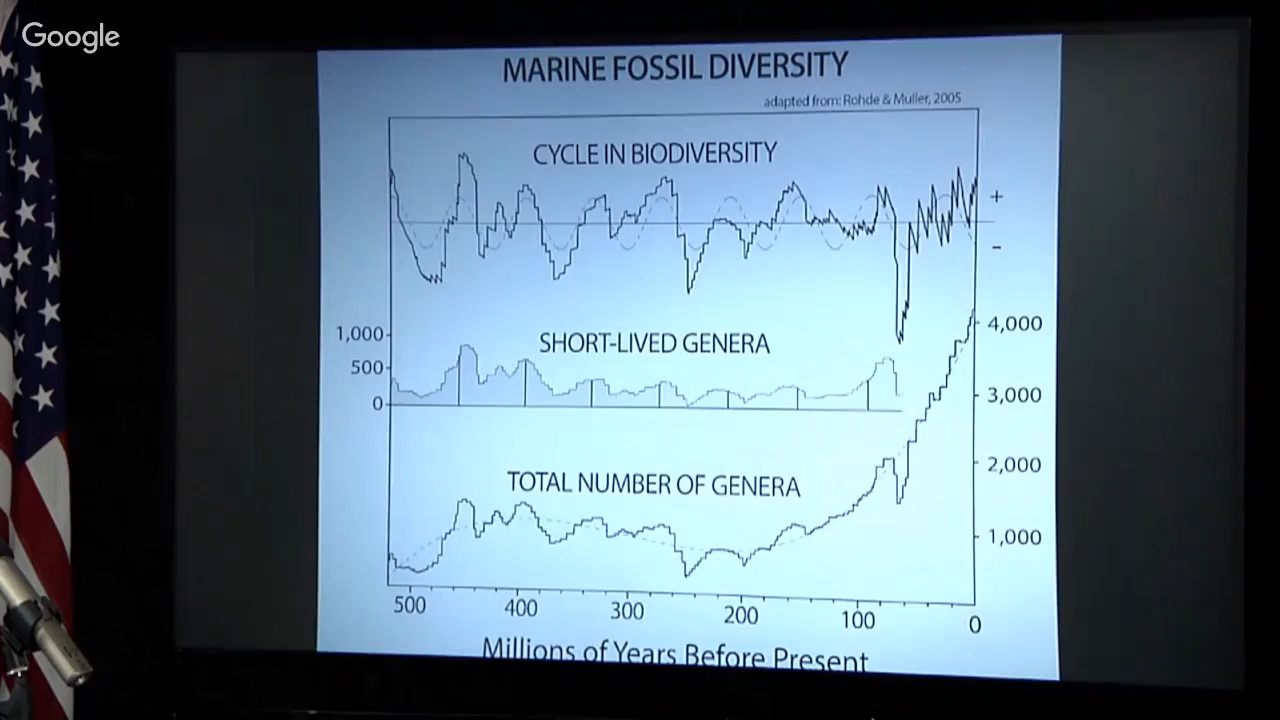 Google
MARINE FOSSIL DIVERSITY
adapted from: Rohde & Muller, 2005
CYCLE IN BIODIVERSITY
+
-
1,000
500
0
SHORT-LIVED GENERA
4,000
3,000
2,000
1,000
TOTAL NUMBER OF GENERA
500 400 300 200 100 0
Millions of Years Before Present